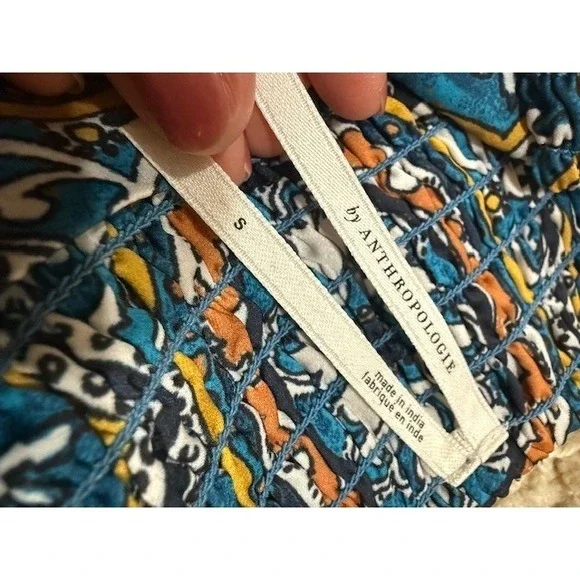 S
by ANTHROPOLOGIE
made in india
fabriqué en inde